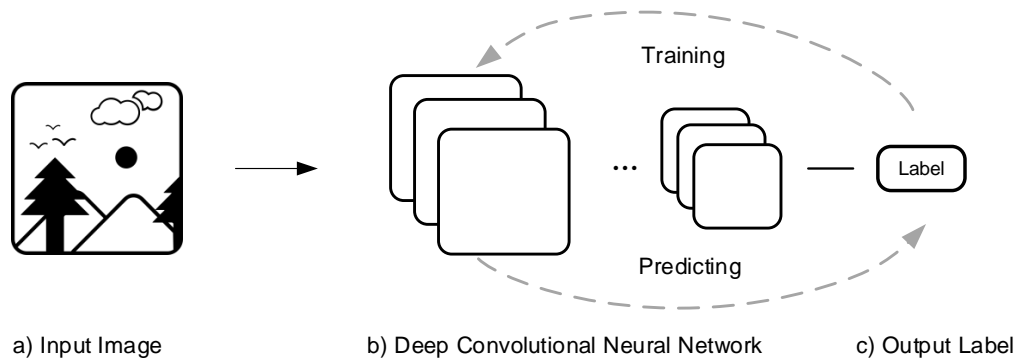 Training
...
Label
Predicting
a) Input Image
b) Deep Convolutional Neural Network
c) Output Label